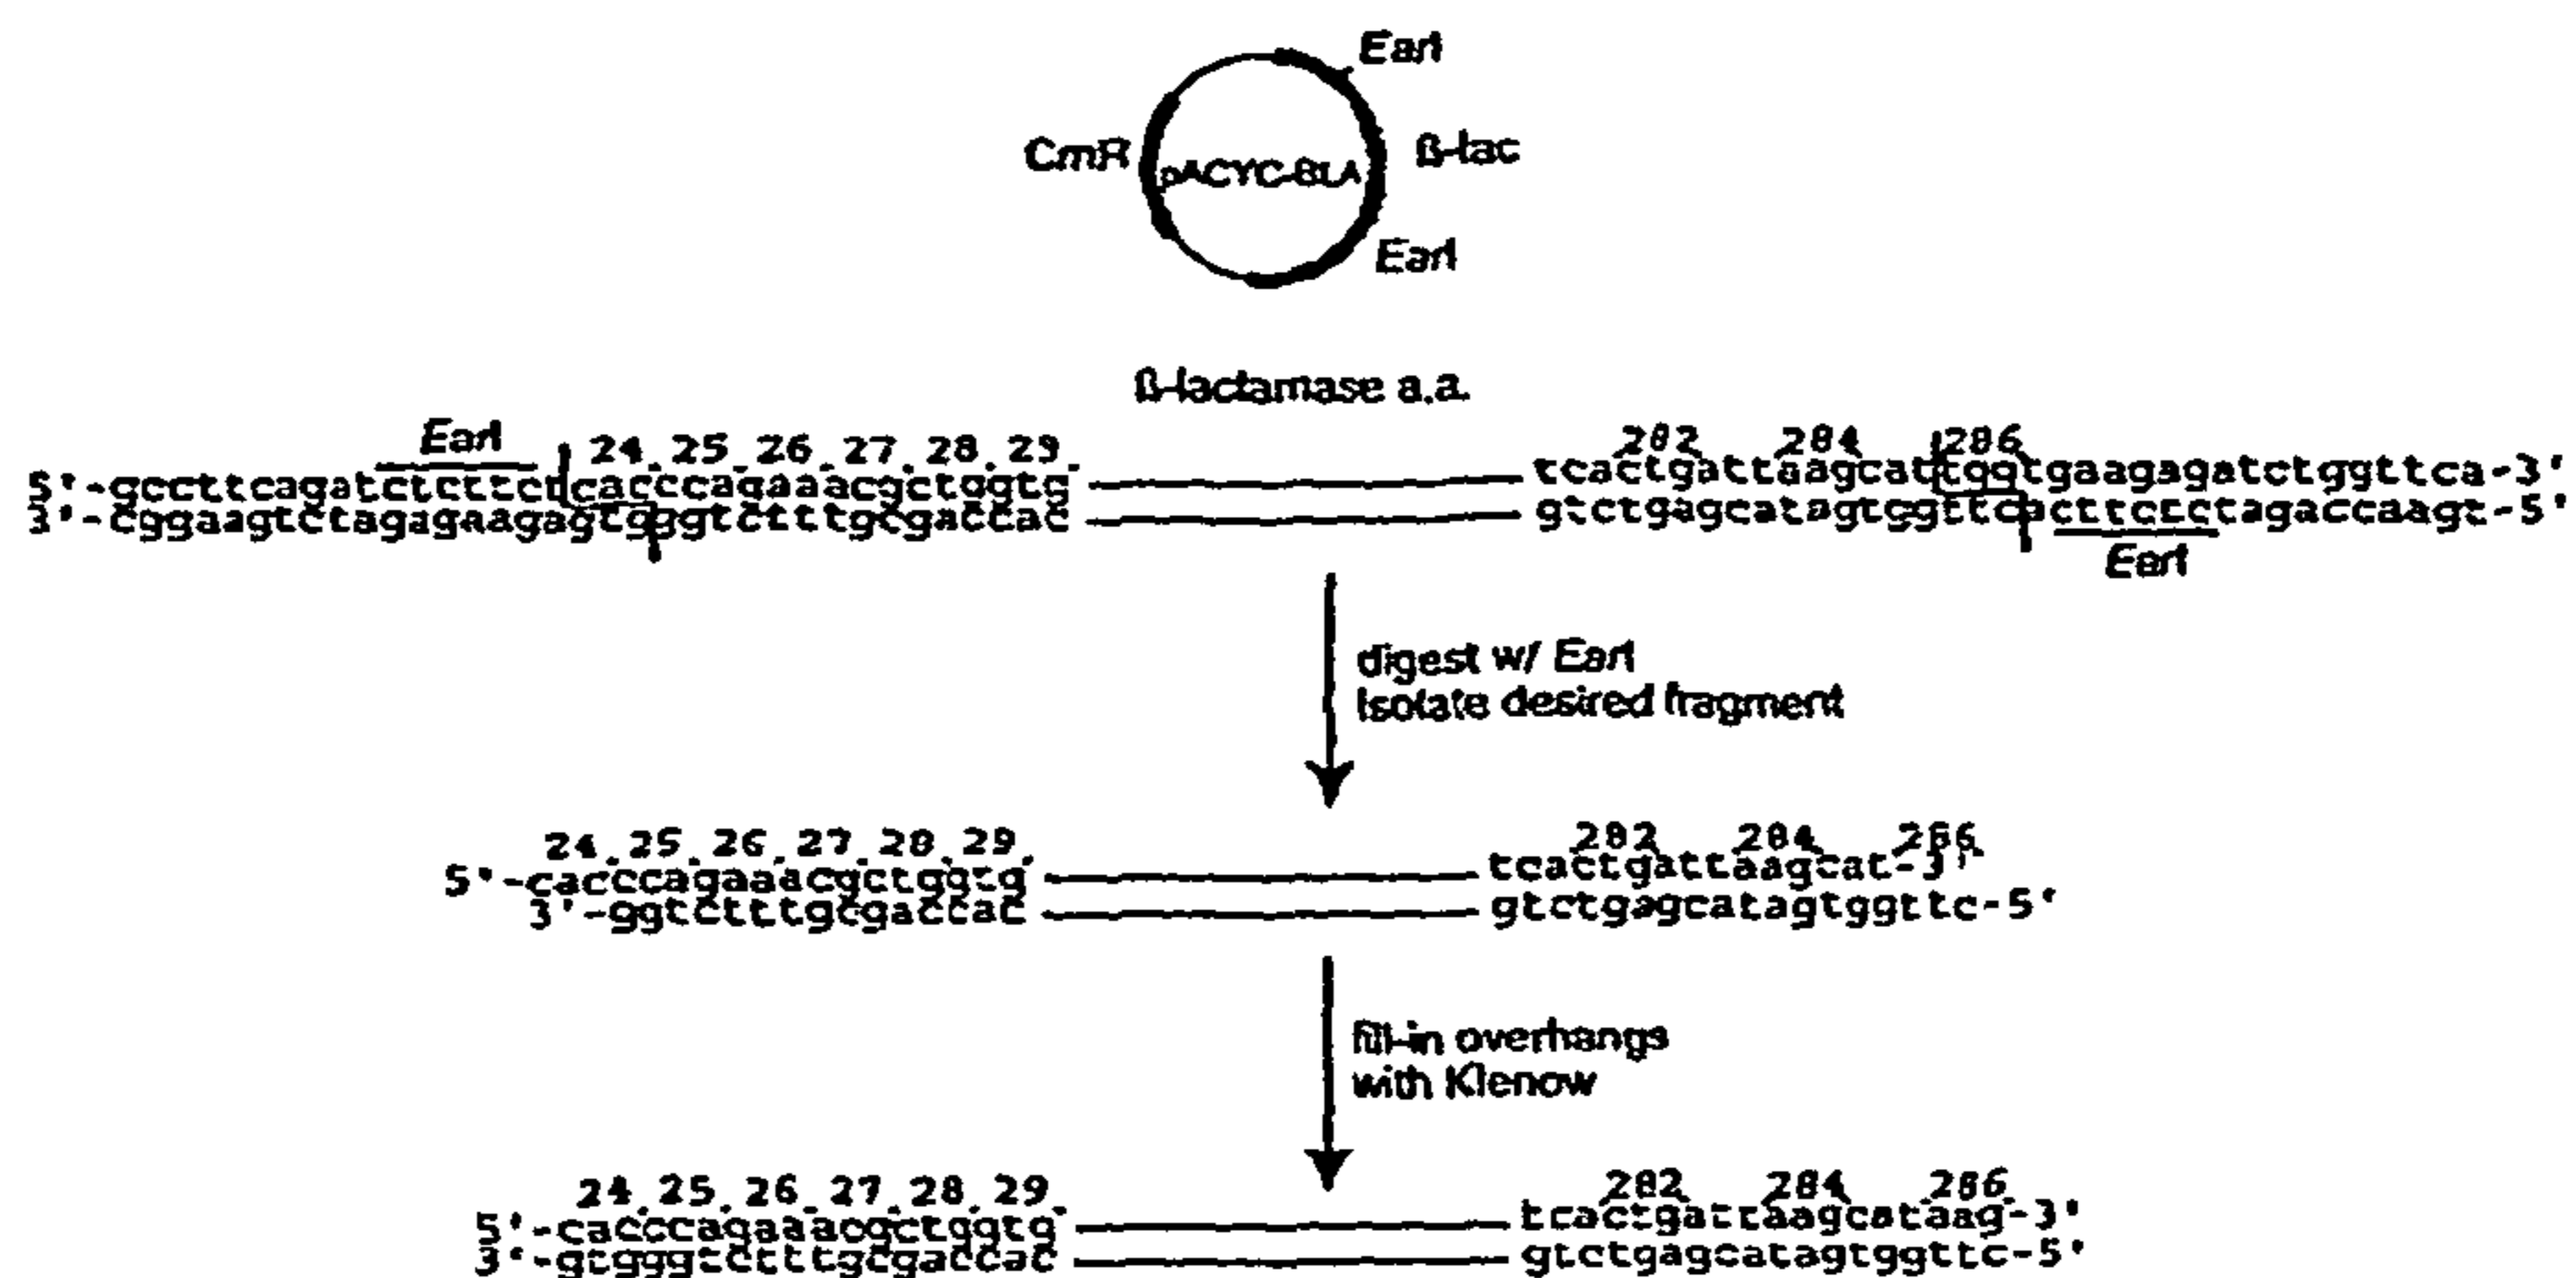 EarI
CmR
pACYC-BLA
ß-lac
EarI
ß-lactamase a.a.
EarI 24 25 26 27 28 29 282 284 286
5'-gccttcagatctcttctcacccagaaacgctggtg tcactgattaagcattggtgaagagatctggttca-3'
3'-cggaagtctagagaagagtgggtctttgcgaccac gtctgagcatagtggttcacttctctagaccaagt-5'
EarI
digest w/ EarI
Isolate desired fragment
24 25 26 27 28 29 282 284 286
5'-cacccagaaacgctggtg tcactgattaagcat-3'
3'-ggtctttgcgaccac gtctgagcatagtggttc-5'
fill-in overhangs
with Klenow
24 25 26 27 28 29 282 284 286
5'-cacccagaaacgctggtg tcactgattaagcataag-3'
3'-gtgggtctttgcgaccac gtctgagcatagtggttc-5'